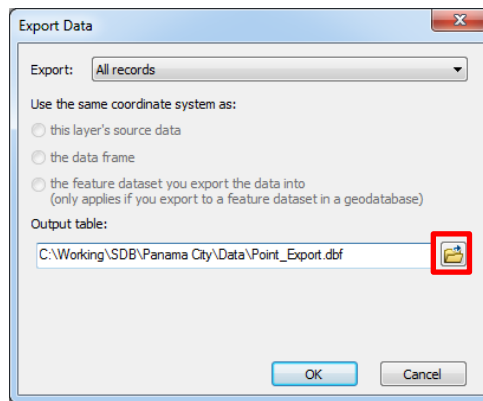 Export Data
Export: All records
Use the same coordinate system as:
this layer's source data
the data frame
the feature dataset you export the data into
(only applies if you export to a feature dataset in a geodatabase)
Output table:
C:\Working\SDB\Panama City\Data\Point_Export.dbf
OK Cancel